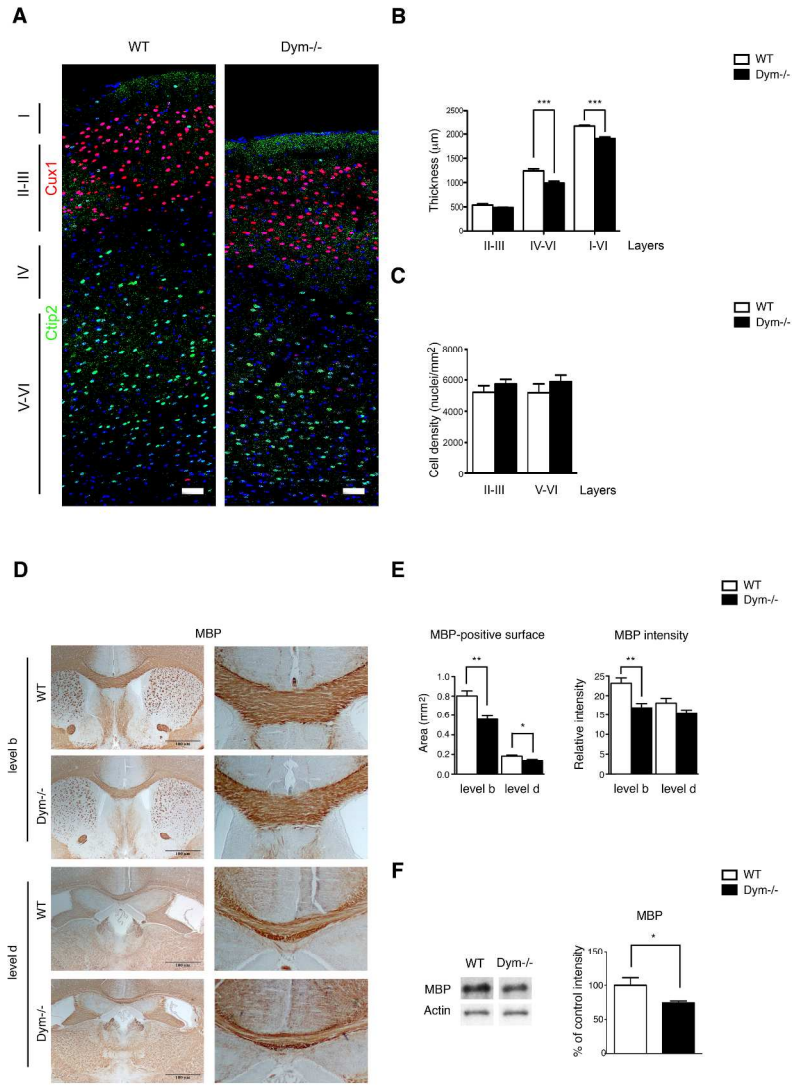 A
WT
Dym-/-
I
II-III
IV
V-VI
Cux1
Ctip2
B
WT
Dym-/-
Thickness (µm)
2500
2000
1500
1000
500
0
***
***
II-III
IV-VI
I-VI
Layers
C
WT
Dym-/-
Cell density (nuclei/mm²)
8000
6000
4000
2000
0
II-III
V-VI
Layers
D
MBP
level b
WT
Dym-/-
level d
WT
Dym-/-
E
WT
Dym-/-
MBP-positive surface
Area (mm²)
1.0
0.8
0.6
0.4
0.2
0.0
**
*
level b
level d
MBP intensity
Relative intensity
25
20
15
10
5
0
**
level b
level d
F
WT
Dym-/-
WT
Dym-/-
MBP
Actin
MBP
% of control intensity
150
100
50
0
*